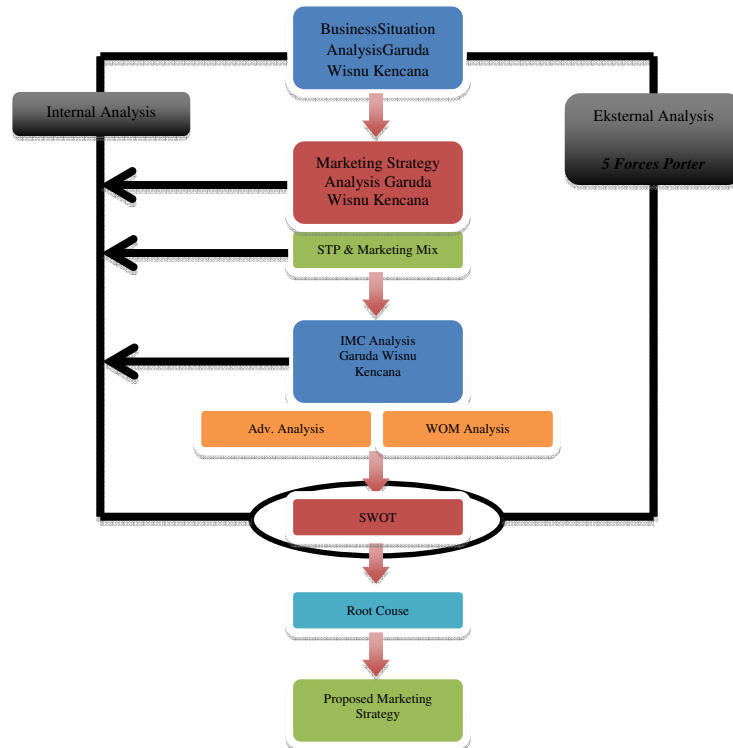 BusinessSituation
AnalysisGaruda
Wisnu Kencana
Internal Analysis
Eksternal Analysis
5 Forces Porter
Marketing Strategy
Analysis Garuda
Wisnu Kencana
STP & Marketing Mix
IMC Analysis
Garuda Wisnu
Kencana
Adv. Analysis
WOM Analysis
SWOT
Root Couse
Proposed Marketing
Strategy